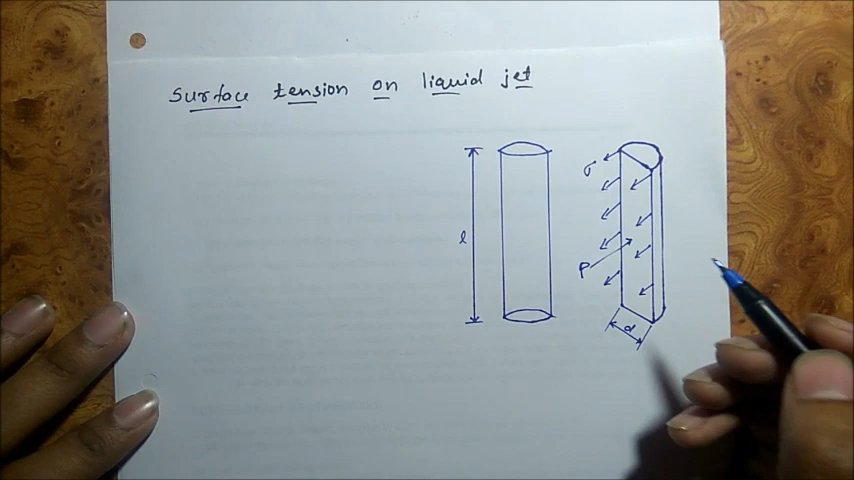 Surface tension on liquid jet
σ
l
P
d